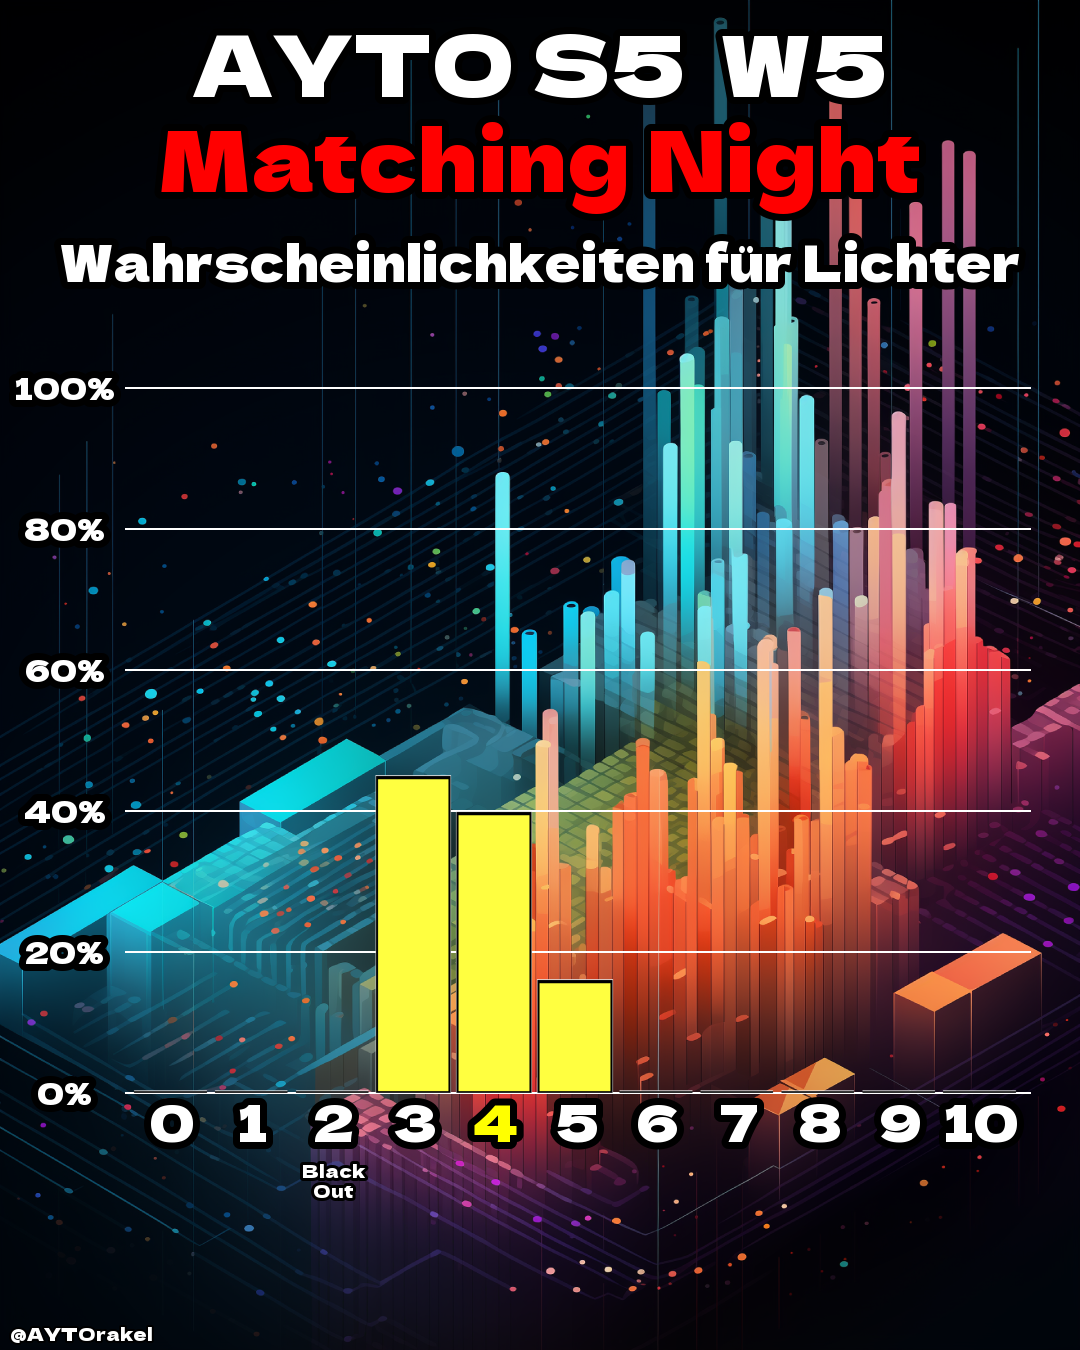 AYTO S5 W5
Matching Night
Wahrscheinlichkeiten für Lichter
100%
80%
60%
40%
20%
0%
0 1 2 3 4 5 6 7 8 9 10
Black
Out
@AYTOrakel